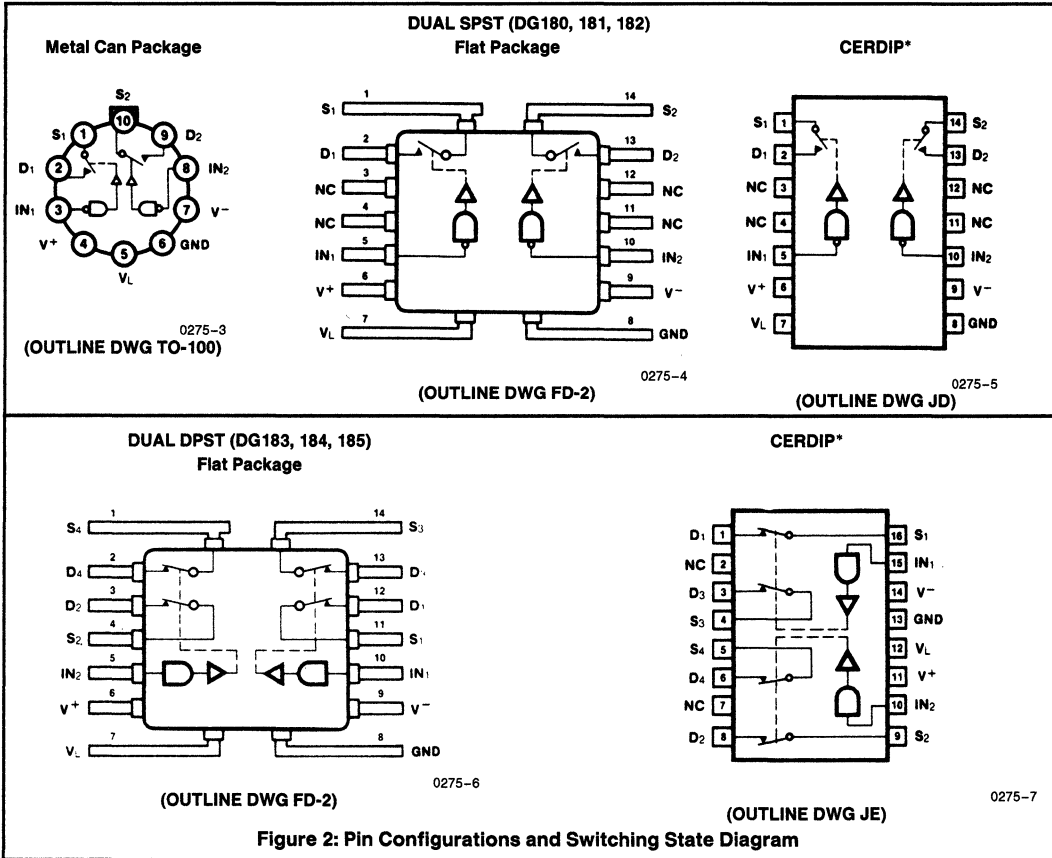 DUAL SPST (DG180, 181, 182)
Metal Can Package
Flat Package
CERDIP*
S2
10
S1 1
9 D2
D1 2
8 IN2
IN1 3
7 V−
V+ 4
5
6 GND
VL
0275–3
(OUTLINE DWG TO-100)
1
S1
14
S2
2
D1
13
D2
3
NC
12
NC
4
NC
11
NC
5
IN1
10
IN2
6
V+
9
V−
7
VL
8
GND
0275–4
(OUTLINE DWG FD-2)
S1 1
14 S2
D1 2
13 D2
NC 3
12 NC
NC 4
11 NC
IN1 5
10 IN2
V+ 6
9 V−
VL 7
8 GND
0275–5
(OUTLINE DWG JD)
DUAL DPST (DG183, 184, 185)
Flat Package
CERDIP*
1
S4
14
S3
2
D4
13
3
D2
12
D1
4
S2
11
S1
5
IN2
10
IN1
6
V+
9
V−
7
VL
8
GND
0275–6
(OUTLINE DWG FD-2)
D1 1
16 S1
NC 2
15 IN1
D3 3
14 V−
S3 4
13 GND
S4 5
12 VL
D4 6
11 V+
NC 7
10 IN2
D2 8
9 S2
0275–7
(OUTLINE DWG JE)
Figure 2: Pin Configurations and Switching State Diagram